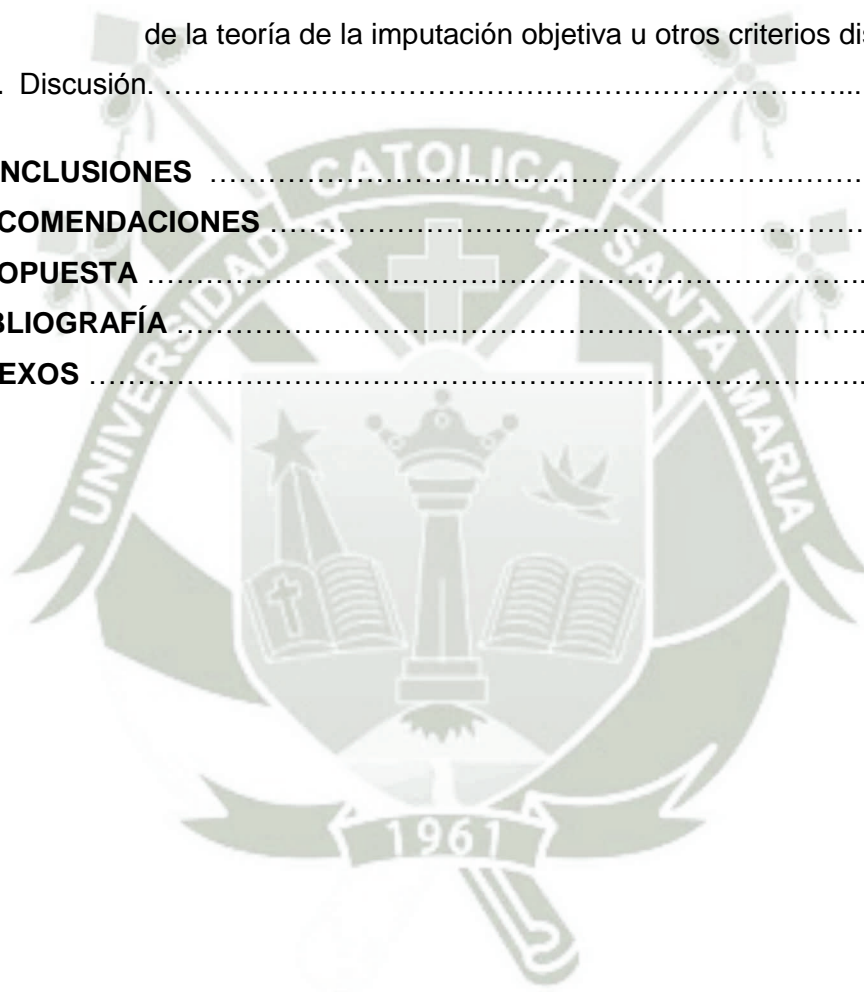 de la teoría de la imputación objetiva u otros criterios
. Discusión. ……………………………………………………………...
NCLUSIONES ……………………………………………………….
COMENDACIONES ………………………………………………….
OPUESTA …………………………………………………………….
BLIOGRAFÍA ………………………………………………………….
EXOS …………………………………………………………………..
UNIVERSIDAD CATOLICA SANTA MARIA
1961